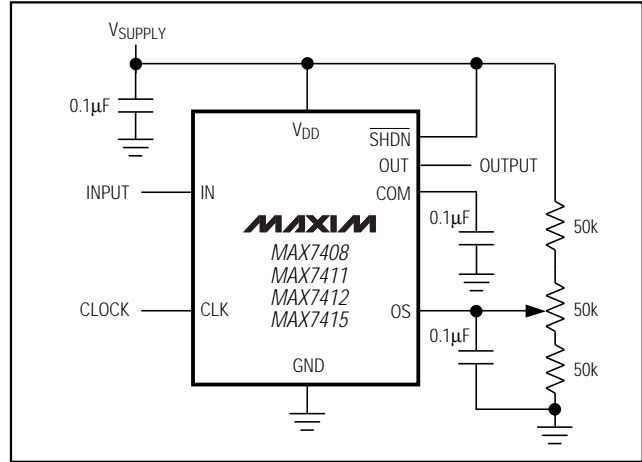 VSUPPLY
0.1µF
VDD
SHDN
OUT
OUTPUT
INPUT
IN
COM
MAXIM
0.1µF
50k
MAX7408
MAX7411
MAX7412
MAX7415
CLOCK
CLK
OS
50k
0.1µF
GND
50k